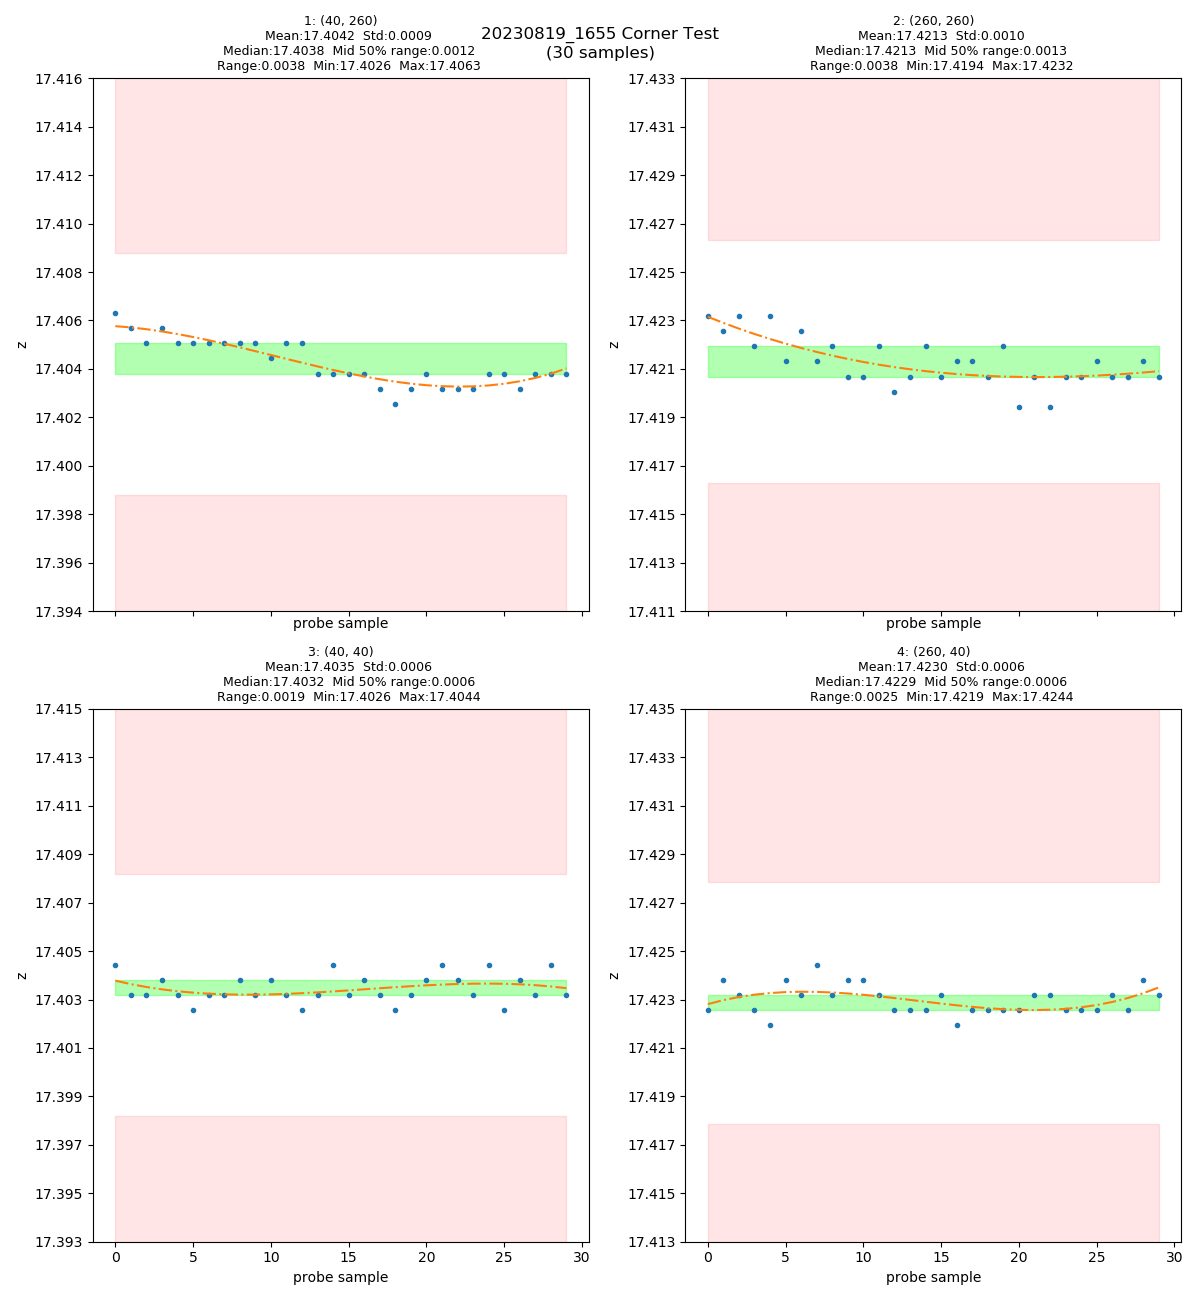 20230819_1655 Corner Test
(30 samples)
1: (40, 260)
Mean:17.4042  Std:0.0009
Median:17.4038  Mid 50% range:0.0012
Range:0.0038  Min:17.4026  Max:17.4063
17.416
17.414
17.412
17.410
17.408
17.406
17.404
17.402
17.400
17.398
17.396
17.394
z
probe sample
2: (260, 260)
Mean:17.4213  Std:0.0010
Median:17.4213  Mid 50% range:0.0013
Range:0.0038  Min:17.4194  Max:17.4232
17.433
17.431
17.429
17.427
17.425
17.423
17.421
17.419
17.417
17.415
17.413
17.411
z
probe sample
3: (40, 40)
Mean:17.4035  Std:0.0006
Median:17.4032  Mid 50% range:0.0006
Range:0.0019  Min:17.4026  Max:17.4044
17.415
17.413
17.411
17.409
17.407
17.405
17.403
17.401
17.399
17.397
17.395
17.393
z
0 5 10 15 20 25 30
probe sample
4: (260, 40)
Mean:17.4230  Std:0.0006
Median:17.4229  Mid 50% range:0.0006
Range:0.0025  Min:17.4219  Max:17.4244
17.435
17.433
17.431
17.429
17.427
17.425
17.423
17.421
17.419
17.417
17.415
17.413
z
0 5 10 15 20 25 30
probe sample